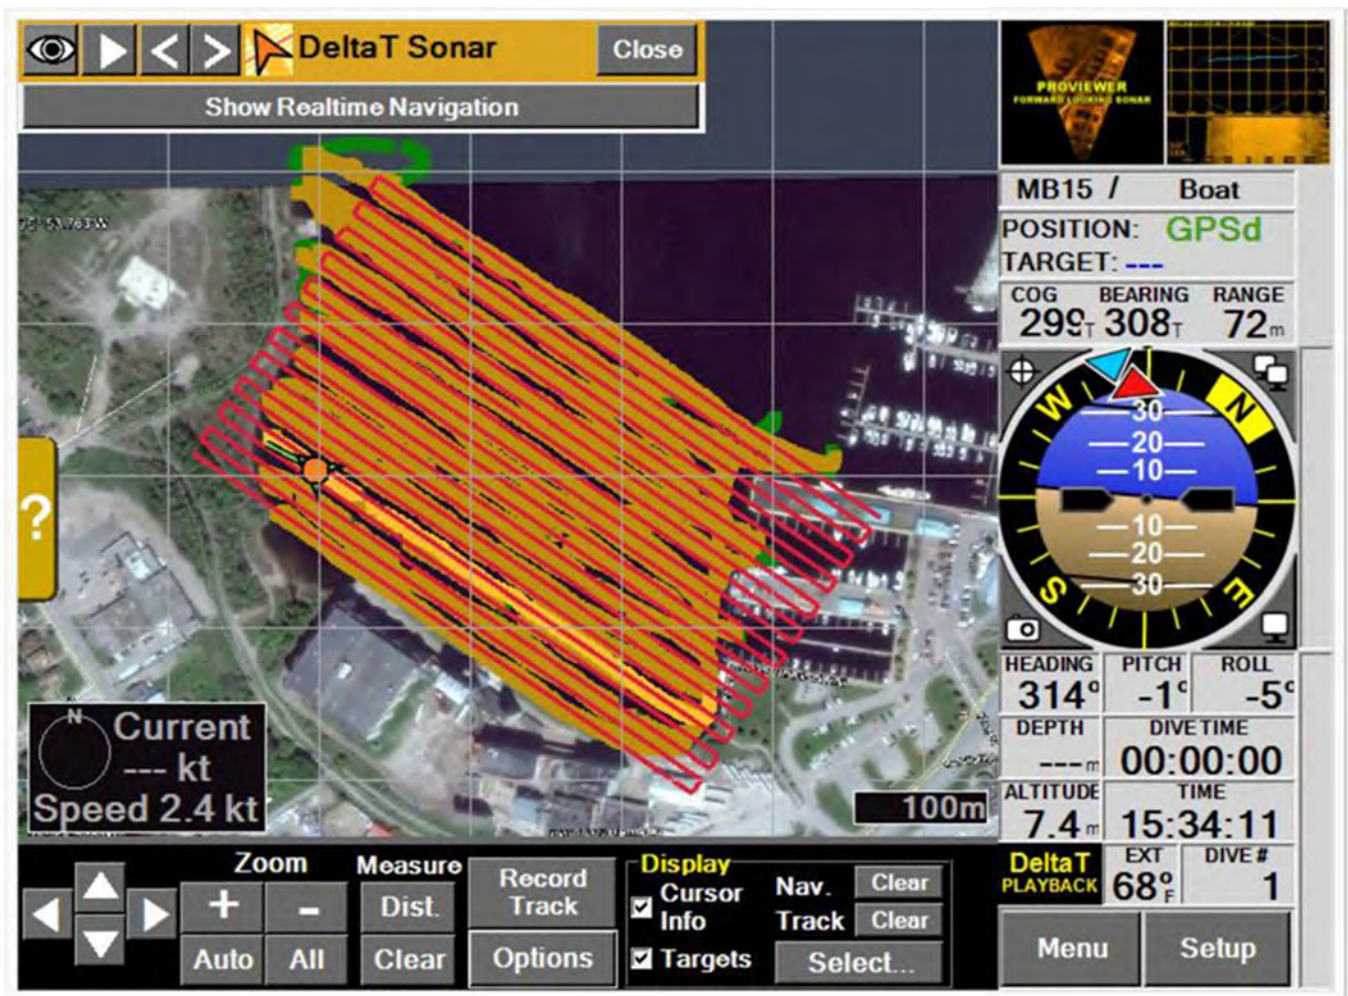 DeltaT Sonar
Close
Show Realtime Navigation
PROVIEWER
FORWARD LOOKING SONAR
MB15 / Boat
POSITION: GPSd
TARGET: ---
COG BEARING RANGE
299T 308T 72m
W N
30
20
10
10
20
30
S E
?
HEADING PITCH ROLL
314° -1° -5°
DEPTH DIVE TIME
---m 00:00:00
ALTITUDE TIME
7.4m 15:34:11
DeltaT EXT DIVE #
PLAYBACK 68°F 1
N
Current
--- kt
Speed 2.4 kt
100m
Zoom Measure
+ - Dist.
Auto All Clear
Record
Track
Options
Display
Cursor
Info
Targets
Nav. Clear
Track Clear
Select...
Menu Setup